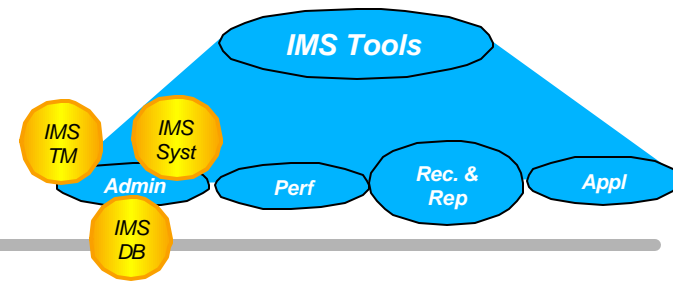 IMS Tools
IMS
TM
IMS
Syst
Admin
Perf
Rec. &
Rep
Appl
IMS
DB